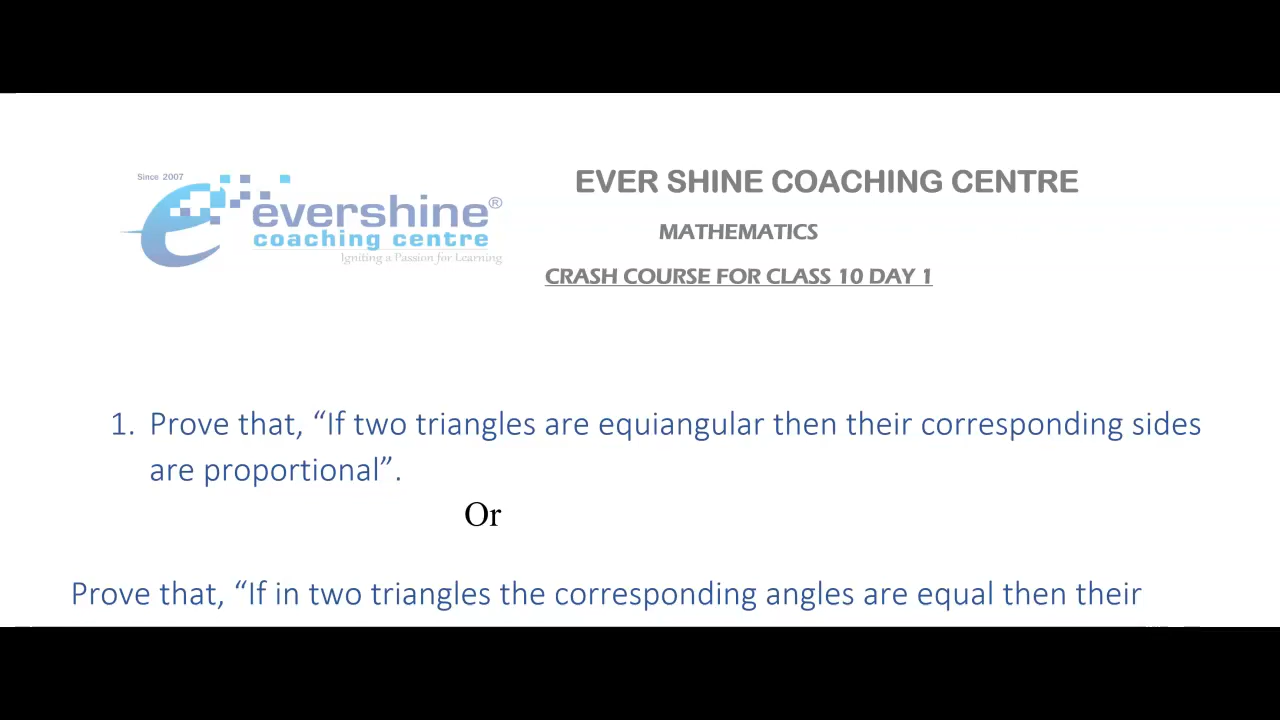 Since 2007
evershine®
coaching centre
Igniting a Passion for Learning
EVER SHINE COACHING CENTRE
MATHEMATICS
CRASH COURSE FOR CLASS 10 DAY 1
1. Prove that, “If two triangles are equiangular then their corresponding sides
are proportional”.
Or
Prove that, “If in two triangles the corresponding angles are equal then their